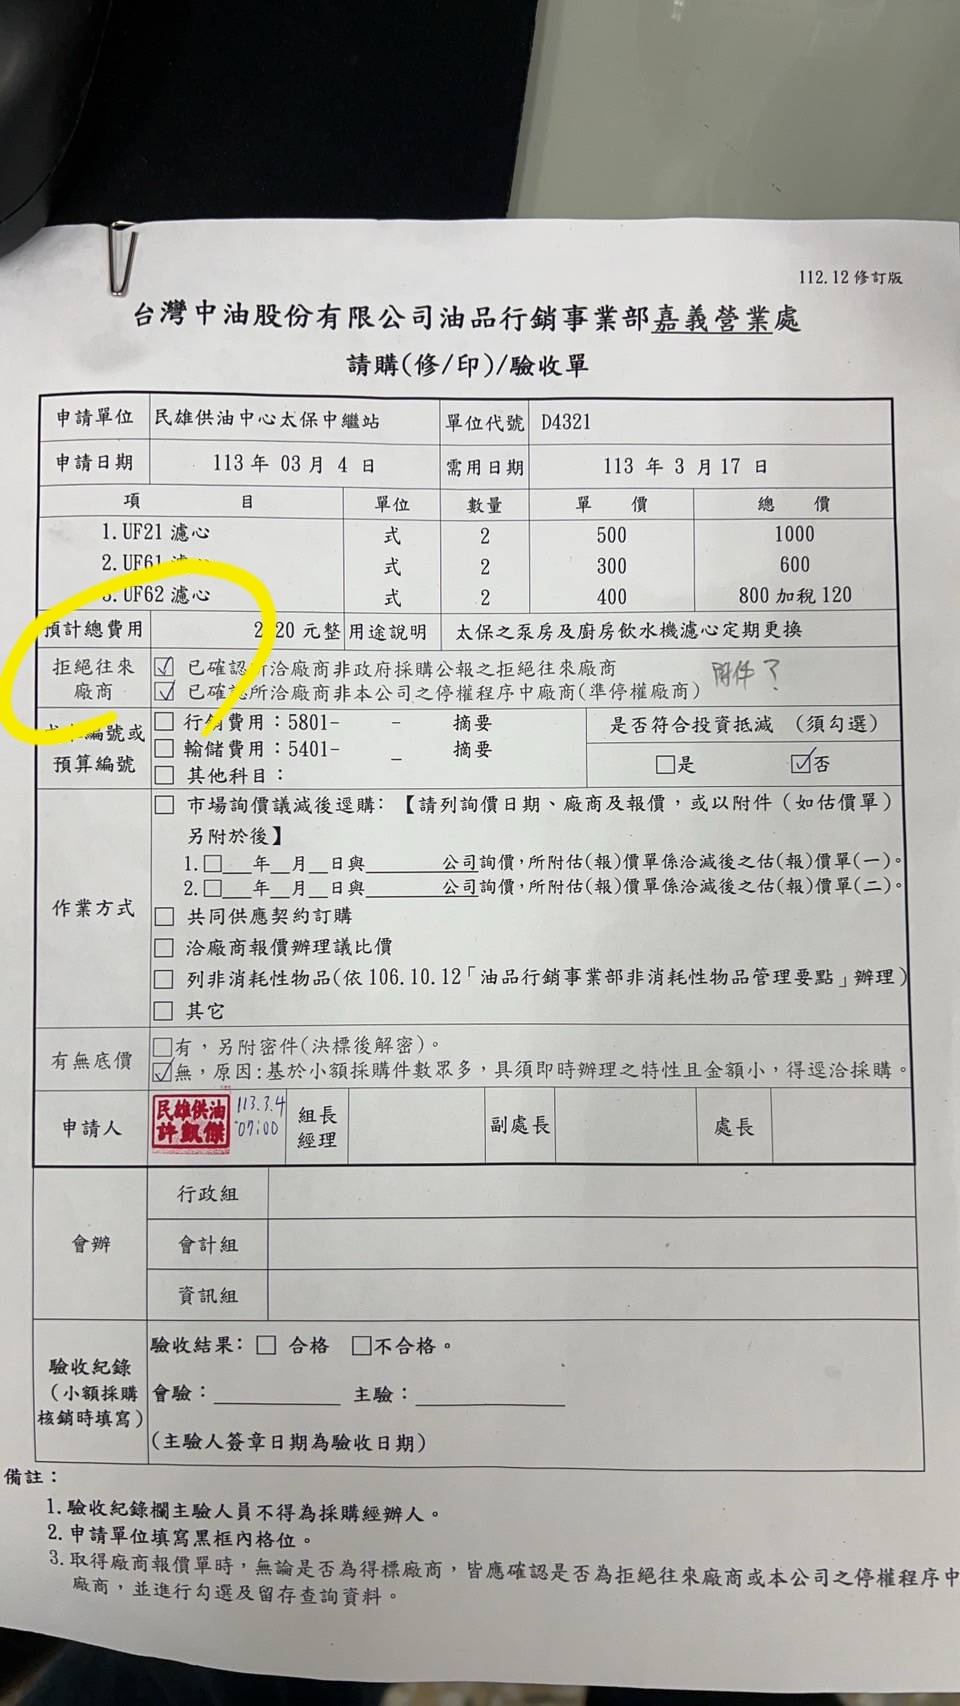 112.12修訂版
台灣中油股份有限公司油品行銷事業部嘉義營業處
請購(修/印)/驗收單
申請單位 民雄供油中心太保中繼站 單位代號 D4321
申請日期 113 年 03 月 4 日 需用日期 113 年 3 月 17 日
項 目 單位 數量 單 價 總 價
1.UF21 濾心 式 2 500 1000
2.UF61 濾心 式 2 300 600
3.UF62 濾心 式 2 400 800 加稅 120
預計總費用 20 元整 用途說明 太保之泵房及廚房飲水機濾心定期更換
拒絕往來廠商 ☑ 已確認所洽廠商非政府採購公報之拒絕往來廠商
☑ 已確認所洽廠商非本公司之停權程序中廠商(準停權廠商)
附件?
編號或預算編號 □ 行銷費用:5801- - 摘要 是否符合投資抵減 (須勾選)
□ 輸儲費用:5401- _ 摘要 □是 ☑否
□ 其他科目:
作業方式 □ 市場詢價議減後逕購:【請列詢價日期、廠商及報價,或以附件(如估價單)
另附於後】
1.□___年__月__日與________公司詢價,所附估(報)價單係洽減後之估(報)價單(一)。
2.□___年__月__日與________公司詢價,所附估(報)價單係洽減後之估(報)價單(二)。
□ 共同供應契約訂購
□ 洽廠商報價辦理議比價
□ 列非消耗性物品(依 106.10.12「油品行銷事業部非消耗性物品管理要點」辦理)
□ 其它
有無底價 □有,另附密件(決標後解密)。
☑無,原因:基於小額採購件數眾多,具須即時辦理之特性且金額小,得逕洽採購。
申請人 民雄供油 許凱傑 113.3.4 07:00 組長 經理 副處長 處長
會辦 行政組
會計組
資訊組
驗收紀錄(小額採購核銷時填寫) 驗收結果:□ 合格 □不合格。
會驗:__________ 主驗:____________
(主驗人簽章日期為驗收日期)
備註:
1.驗收紀錄欄主驗人員不得為採購經辦人。
2.申請單位填寫黑框內格位。
3.取得廠商報價單時,無論是否為得標廠商,皆應確認是否為拒絕往來廠商或本公司之停權程序中
廠商,並進行勾選及留存查詢資料。